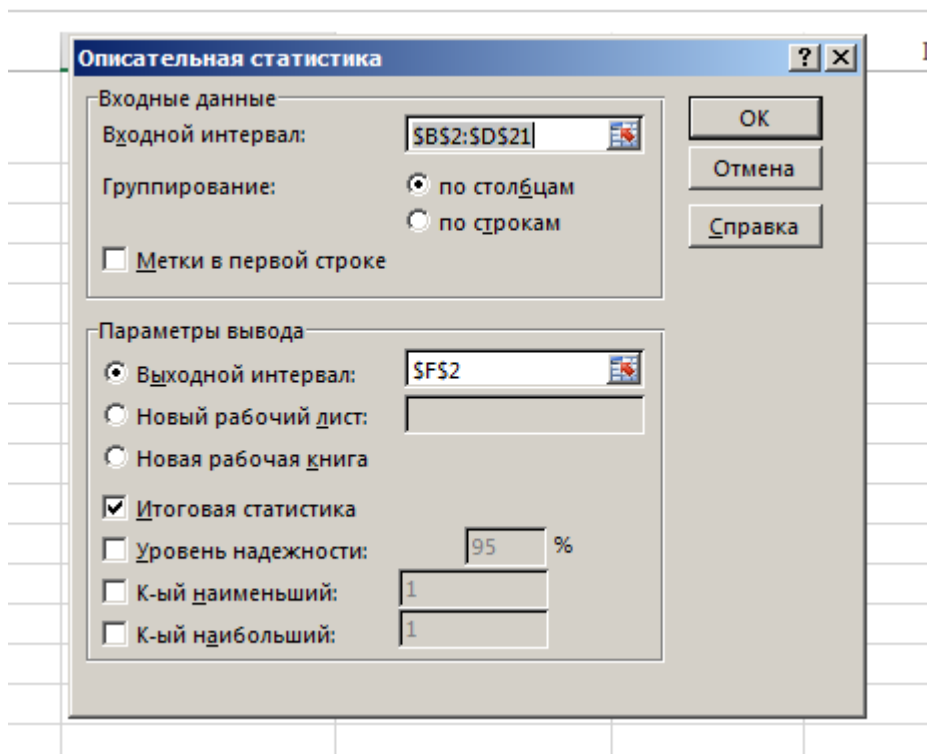 Описательная статистика
Входные данные
Входной интервал: $B$2:$D$21
Группирование: по столбцам
по строкам
Метки в первой строке
OK
Отмена
Справка
Параметры вывода
Выходной интервал: $F$2
Новый рабочий лист:
Новая рабочая книга
Итоговая статистика
Уровень надежности: 95 %
К-ый наименьший: 1
К-ый наибольший: 1